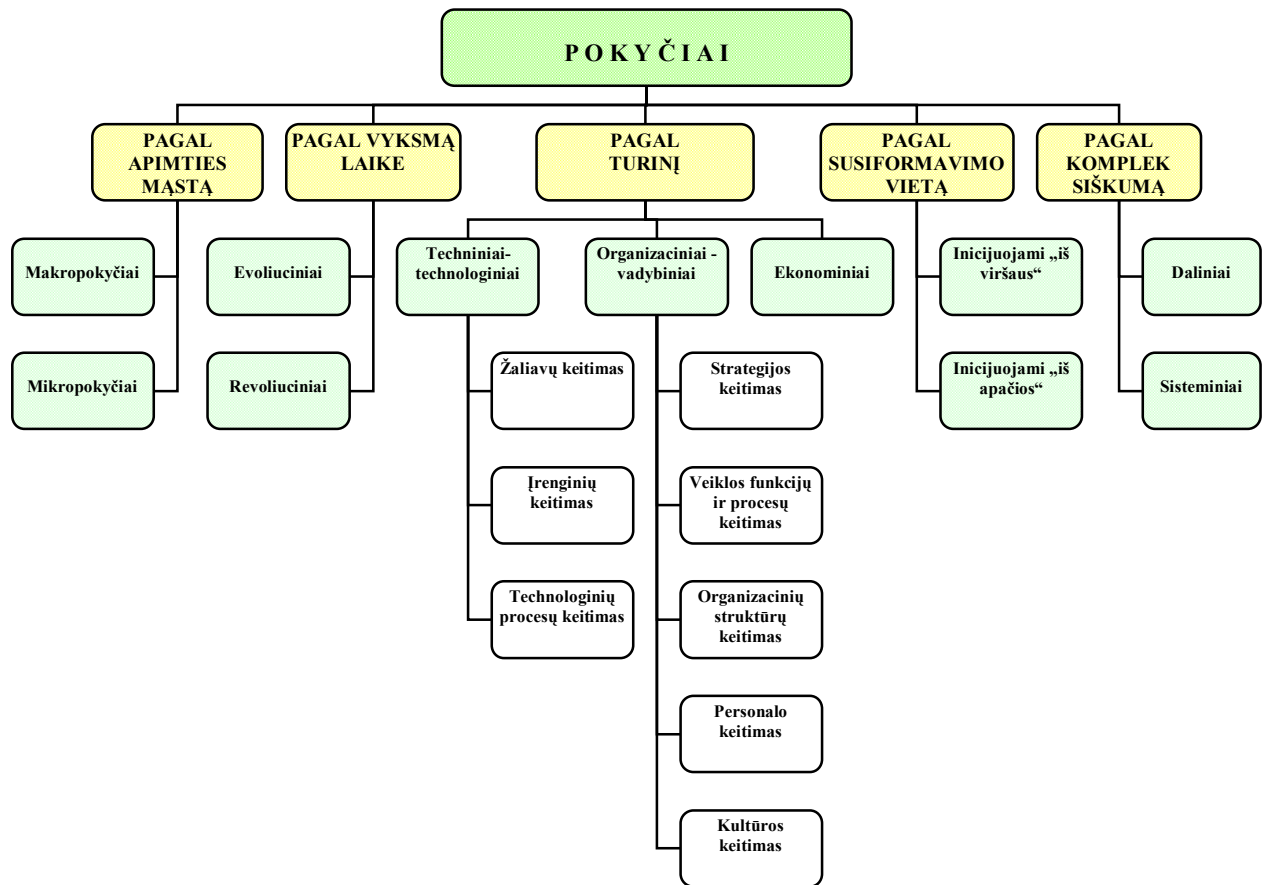 P O K Y Č I A I
PAGAL
APIMTIES
MĄSTĄ
PAGAL VYKSMĄ
LAIKE
PAGAL
TURINĮ
PAGAL
SUSIFORMAVIMO
VIETĄ
PAGAL
KOMPLEK
SIŠKUMĄ
Makropokyčiai
Evoliuciniai
Techniniai-
technologiniai
Organizaciniai -
vadybiniai
Ekonominiai
Inicijuojami „iš
viršaus“
Daliniai
Mikropokyčiai
Revoliuciniai
Žaliavų keitimas
Strategijos
keitimas
Inicijuojami „iš
apačios“
Sisteminiai
Įrenginių
keitimas
Veiklos funkcijų
ir procesų
keitimas
Technologinių
procesų keitimas
Organizacinių
struktūrų
keitimas
Personalo
keitimas
Kultūros
keitimas